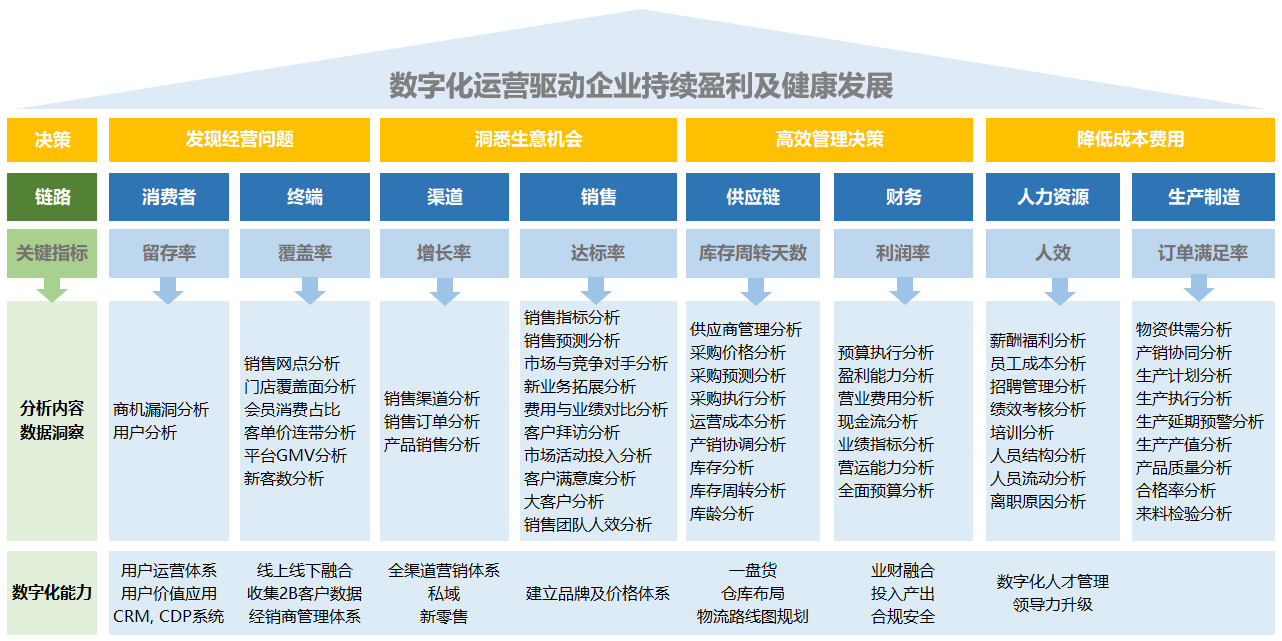 数字化运营驱动企业持续盈利及健康发展
决策
发现经营问题
洞悉生意机会
高效管理决策
降低成本费用
链路
消费者
终端
渠道
销售
供应链
财务
人力资源
生产制造
关键指标
留存率
覆盖率
增长率
达标率
库存周转天数
利润率
人效
订单满足率
分析内容
数据洞察
商机漏洞分析
用户分析
销售网点分析
门店覆盖面分析
会员消费占比
客单价连带分析
平台GMV分析
新客数分析
销售渠道分析
销售订单分析
产品销售分析
销售指标分析
销售预测分析
市场与竞争对手分析
新业务拓展分析
费用与业绩对比分析
客户拜访分析
市场活动投入分析
客户满意度分析
大客户分析
销售团队人效分析
供应商管理分析
采购价格分析
采购预测分析
采购执行分析
运营成本分析
产销协调分析
库存分析
库存周转分析
库龄分析
预算执行分析
盈利能力分析
营业费用分析
现金流分析
业绩指标分析
营运能力分析
全面预算分析
薪酬福利分析
员工成本分析
招聘管理分析
绩效考核分析
培训分析
人员结构分析
人员流动分析
离职原因分析
物资供需分析
产销协同分析
生产计划分析
生产执行分析
生产延期预警分析
生产产值分析
产品质量分析
合格率分析
来料检验分析
数字化能力
用户运营体系
用户价值应用
CRM, CDP系统
线上线下融合
收集2B客户数据
经销商管理体系
全渠道营销体系
私域
新零售
建立品牌及价格体系
一盘货
仓库布局
物流路线图规划
业财融合
投入产出
合规安全
数字化人才管理
领导力升级